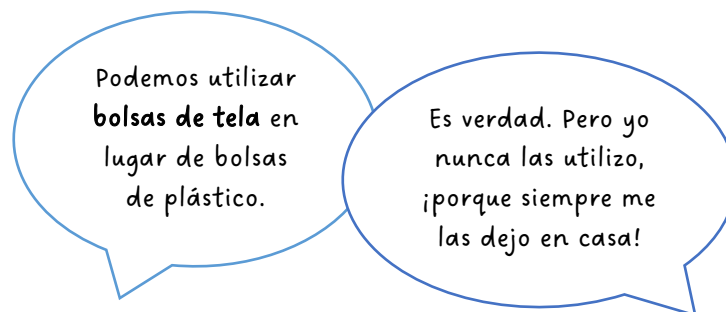 Podemos utilizar
bolsas de tela en
lugar de bolsas
de plástico.
Es verdad. Pero yo
nunca las utilizo,
¡porque siempre me
las dejo en casa!